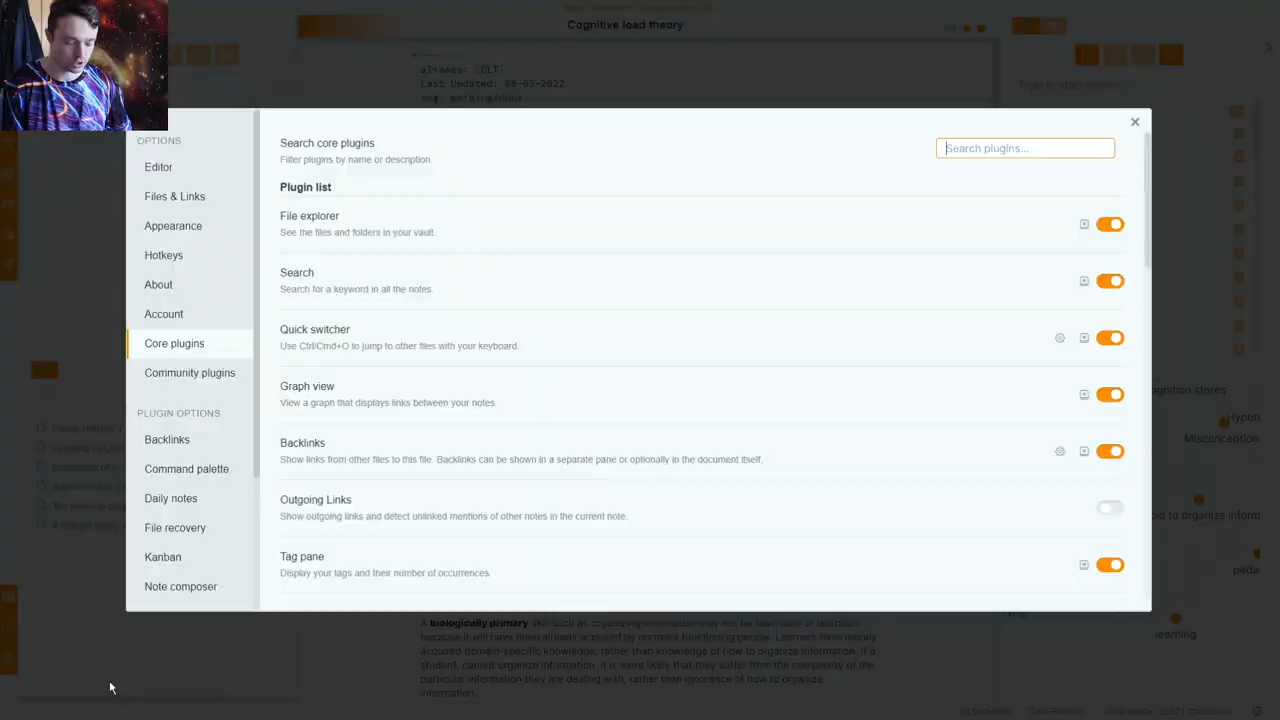 Cognitive load theory
aliases: [CLT]
Last Updated: 08-03-2022
OPTIONS
Editor
Files & Links
Appearance
Hotkeys
About
Account
Core plugins
Community plugins
PLUGIN OPTIONS
Backlinks
Command palette
Daily notes
File recovery
Kanban
Note composer
Search core plugins
Filter plugins by name or description.
Search plugins...
Plugin list
File explorer
See the files and folders in your vault.
Search
Search for a keyword in all the notes.
Quick switcher
Use Ctrl/Cmd+O to jump to other files with your keyboard.
Graph view
View a graph that displays links between your notes.
Backlinks
Show links from other files to this file. Backlinks can be shown in a separate pane or optionally in the document itself.
Outgoing Links
Show outgoing links and detect unlinked mentions of other notes in the current note.
Tag pane
Display your tags and their number of occurrences.
ognition stores
Hypoth
Misconception
to organize inform
peda
learning
A biologically primary skill such as organizing information may not be
because it will have been already acquired by normally functioning people. Learners have merely
acquired domain-specific knowledge, rather than knowledge of how to organize information. If a
student, cannot organize information, it is more likely that they suffer from the complexity of the
particular information they are dealing with, rather than ignorance of how to organize
information.